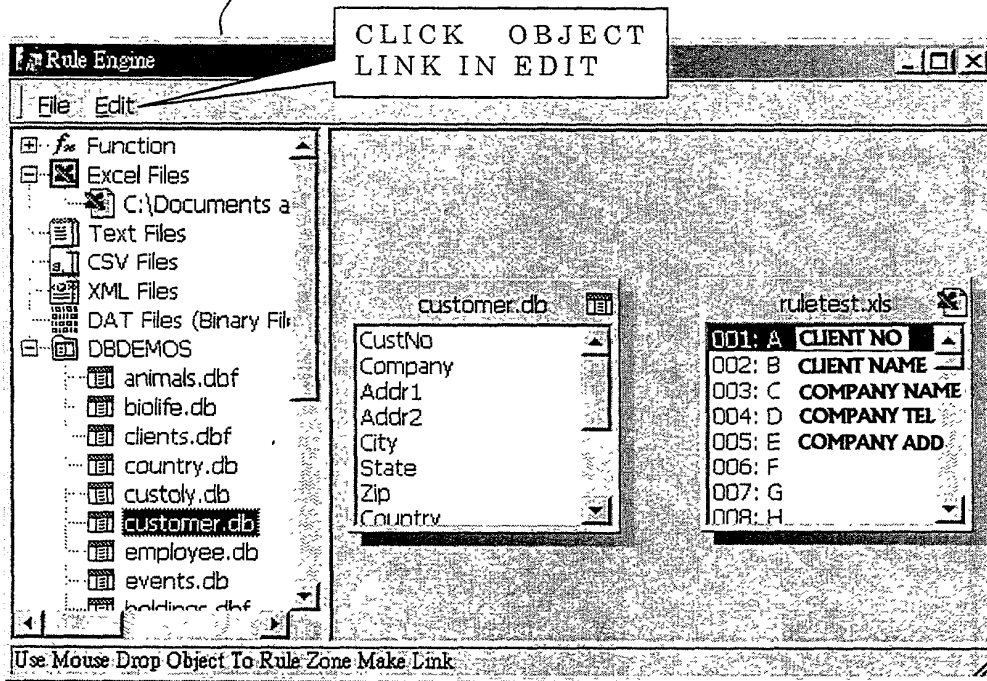 CLICK OBJECT
LINK IN EDIT
Rule Engine
File Edit
Function
Excel Files
C:\Documents a
Text Files
CSV Files
XML Files
DAT Files (Binary File
DBDEMOS
animals.dbf
biolife.db
clients.dbf
country.db
custoly.db
customer.db
employee.db
events.db
holdings.dbf
customer.db
CustNo
Company
Addr1
Addr2
City
State
Zip
Country
ruletest.xls
001: A CLIENT NO
002: B CLIENT NAME
003: C COMPANY NAME
004: D COMPANY TEL
005: E COMPANY ADD
006: F
007: G
008: H
Use Mouse Drop Object To Rule Zone Make Link